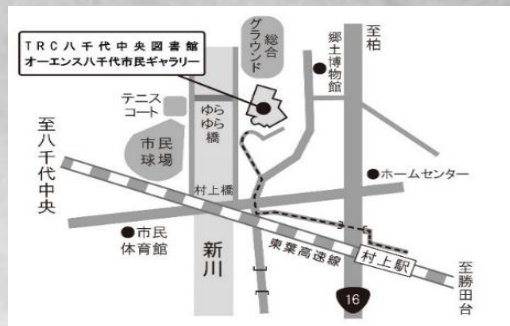 TRC八千代中央図書館
オーエンス八千代市民ギャラリー
総合
グラウンド
郷土博物館
至柏
テニス
コート
ゆら
ゆら
橋
市民
球場
至八千代中央
村上橋
ホームセンター
市民
体育館
新川
東葉高速線
村上駅
至勝田台
16